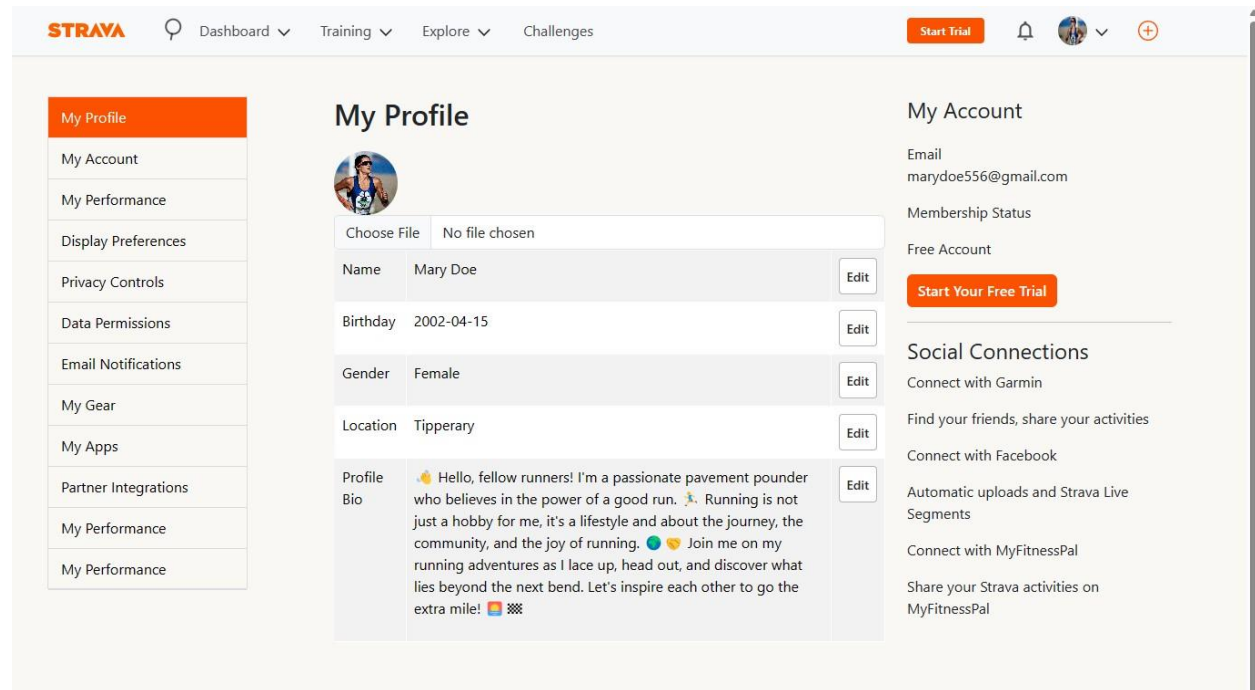 STRAVA Dashboard Training Explore Challenges Start Trial
My Profile
My Account
My Performance
Display Preferences
Privacy Controls
Data Permissions
Email Notifications
My Gear
My Apps
Partner Integrations
My Performance
My Performance
My Profile
Choose File No file chosen
Name Mary Doe Edit
Birthday 2002-04-15 Edit
Gender Female Edit
Location Tipperary Edit
Profile Bio Edit
👋 Hello, fellow runners! I'm a passionate pavement pounder
who believes in the power of a good run. 🏃 Running is not
just a hobby for me, it's a lifestyle and about the journey, the
community, and the joy of running. 🌍 🤝 Join me on my
running adventures as I lace up, head out, and discover what
lies beyond the next bend. Let's inspire each other to go the
extra mile! 🌅 🏁
My Account
Email
marydoe556@gmail.com
Membership Status
Free Account
Start Your Free Trial
Social Connections
Connect with Garmin
Find your friends, share your activities
Connect with Facebook
Automatic uploads and Strava Live
Segments
Connect with MyFitnessPal
Share your Strava activities on
MyFitnessPal